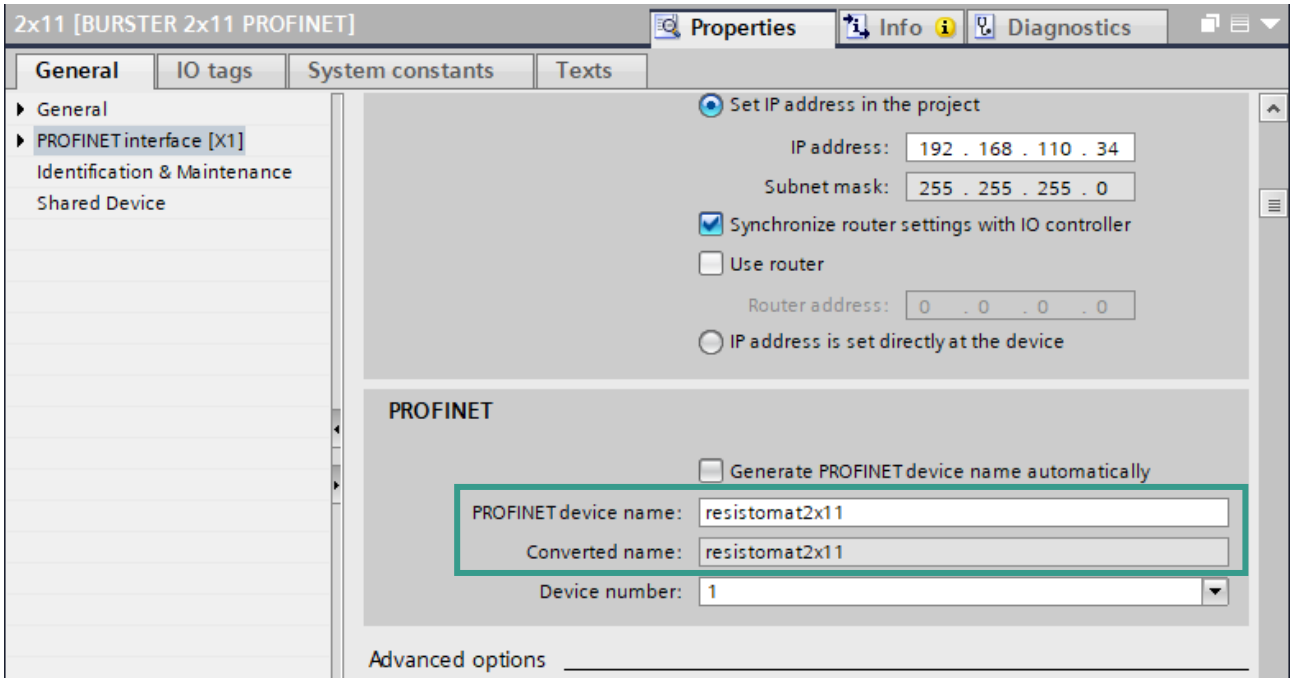 2x11 [BURSTER 2x11 PROFINET]
Properties
Info
Diagnostics
General
IO tags
System constants
Texts
General
PROFINET interface [X1]
Identification & Maintenance
Shared Device
Set IP address in the project
IP address: 192 . 168 . 110 . 34
Subnet mask: 255 . 255 . 255 . 0
Synchronize router settings with IO controller
Use router
Router address: 0 . 0 . 0 . 0
IP address is set directly at the device
PROFINET
Generate PROFINET device name automatically
PROFINET device name: resistomat2x11
Converted name: resistomat2x11
Device number: 1
Advanced options